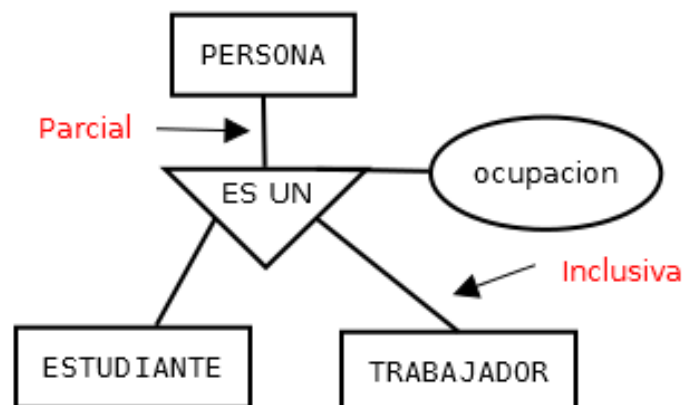 PERSONA
Parcial
ocupacion
ES UN
Inclusiva
ESTUDIANTE
TRABAJADOR